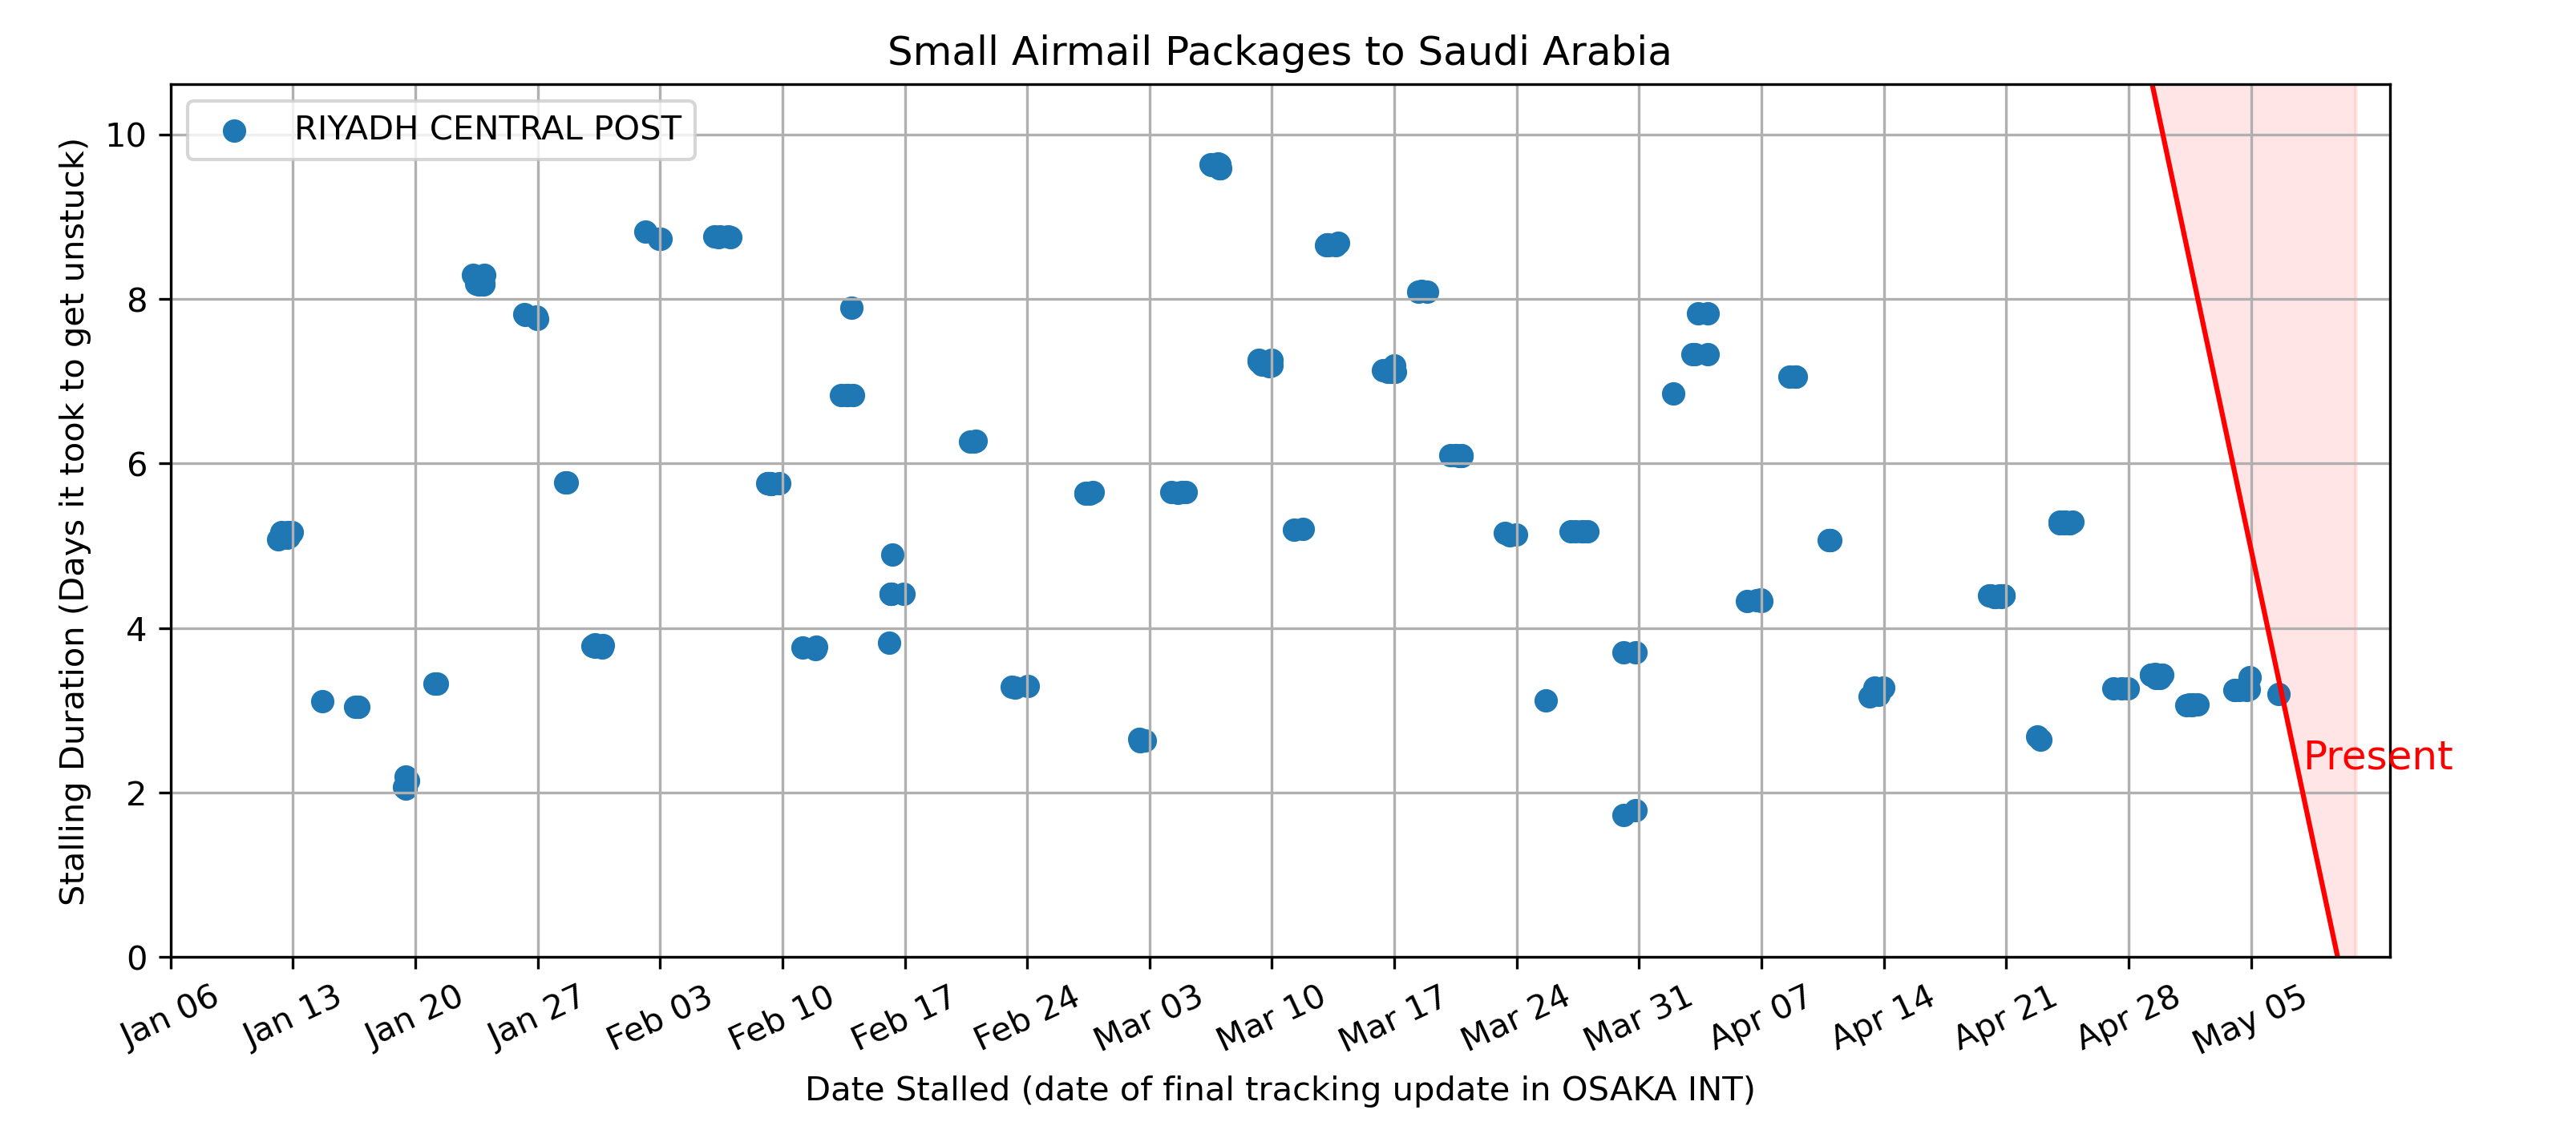 Small Airmail Packages to Saudi Arabia
RIYADH CENTRAL POST
Stalling Duration (Days it took to get unstuck)
10
8
6
4
2
0
Present
Jan 06 Jan 13 Jan 20 Jan 27 Feb 03 Feb 10 Feb 17 Feb 24 Mar 03 Mar 10 Mar 17 Mar 24 Mar 31 Apr 07 Apr 14 Apr 21 Apr 28 May 05
Date Stalled (date of final tracking update in OSAKA INT)